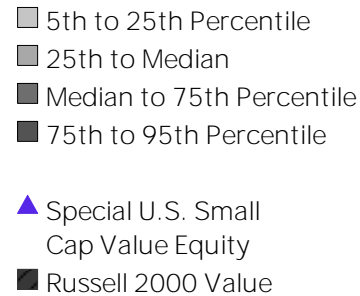 5th to 25th Percentile
25th to Median
Median to 75th Percentile
75th to 95th Percentile
Special U.S. Small
Cap Value Equity
Russell 2000 Value